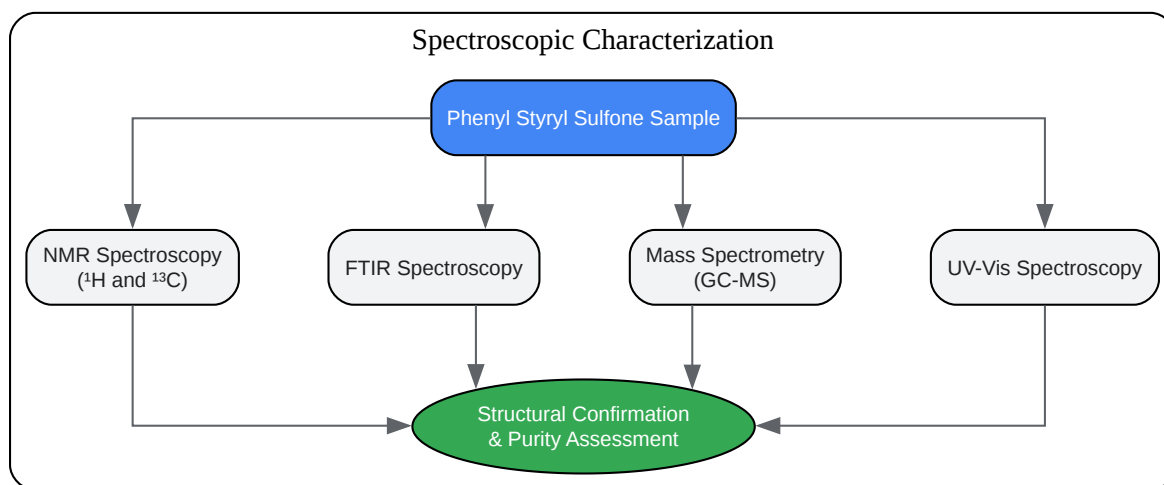 Spectroscopic Characterization
Phenyl Styryl Sulfone Sample
NMR Spectroscopy
(¹H and ¹³C)
FTIR Spectroscopy
Mass Spectrometry
(GC-MS)
UV-Vis Spectroscopy
Structural Confirmation
& Purity Assessment